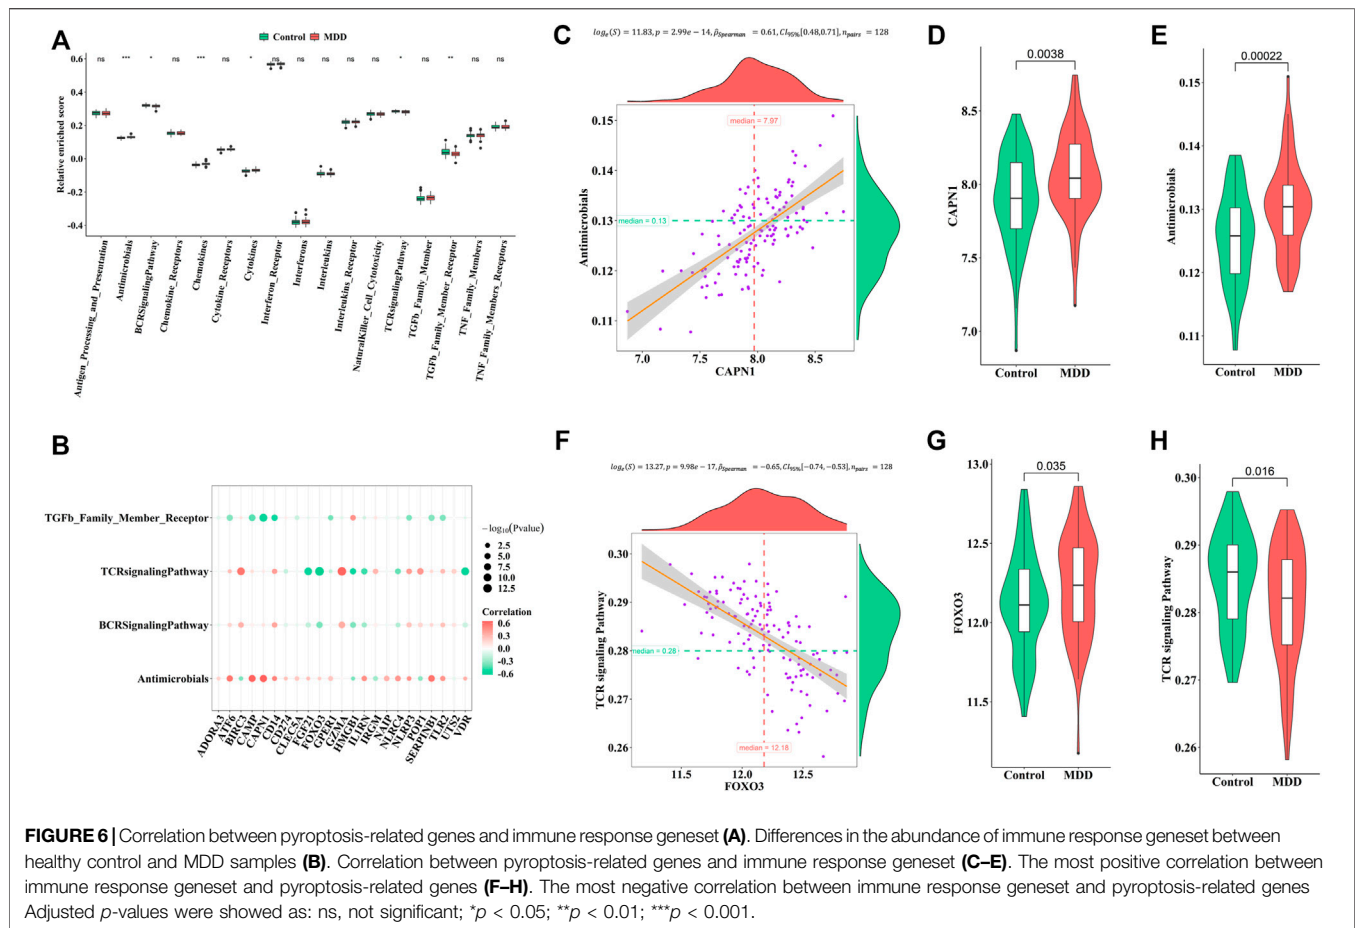 A
Control MDD
ns *** * ns *** ns * ns ns ns ns ns * ns ** ns ns
Relative enriched score
0.6
0.4
0.2
0.0
-0.2
-0.4
Antigen_Processing_and_Presentation
Antimicrobials
BCRSignalingPathway
Chemokine_Receptors
Chemokines
Cytokine_Receptors
Cytokines
Interferon_Receptor
Interferons
Interleukins
Interleukins_Receptor
NaturalKiller_Cell_Cytotoxicity
TCRsignalingPathway
TGFb_Family_Member
TGFb_Family_Member_Receptor
TNF_Family_Members
TNF_Family_Members_Receptors
B
TGFb_Family_Member_Receptor
TCRsignalingPathway
BCRSignalingPathway
Antimicrobials
ADORA3
ATF6
BIRC3
CAMP
CAPN1
CD14
CD274
CLEC5A
FGF21
FOXO3
GPER1
GZMA
HMGB1
IL1RN
IRGM
NAIP
NLRC4
NLRP3
POP1
SERPINB1
TLR2
UTS2
VDR
−log10(Pvalue)
2.5
5.0
7.5
10.0
12.5
Correlation
0.6
0.3
0.0
-0.3
-0.6
C
loge(S) = 11.83, p = 2.99e − 14, ρ̂Spearman = 0.61, CI95%[0.48,0.71], npairs = 128
median = 7.97
median = 0.13
Antimicrobials
0.15
0.14
0.13
0.12
0.11
7.0 7.5 8.0 8.5
CAPN1
D
0.0038
CAPN1
8.5
8.0
7.5
7.0
Control MDD
E
0.00022
Antimicrobials
0.15
0.14
0.13
0.12
0.11
Control MDD
F
loge(S) = 13.27, p = 9.98e − 17, ρ̂Spearman = −0.65, CI95%[−0.74, −0.53], npairs = 128
TCR signaling Pathway
0.30
0.29
0.28
0.27
0.26
median = 0.28
median = 12.18
11.5 12.0 12.5
FOXO3
G
0.035
FOXO3
13.0
12.5
12.0
11.5
Control MDD
H
0.016
TCR signaling Pathway
0.30
0.29
0.28
0.27
0.26
Control MDD
FIGURE 6 | Correlation between pyroptosis-related genes and immune response geneset (A). Differences in the abundance of immune response geneset between
healthy control and MDD samples (B). Correlation between pyroptosis-related genes and immune response geneset (C–E). The most positive correlation between
immune response geneset and pyroptosis-related genes (F–H). The most negative correlation between immune response geneset and pyroptosis-related genes
Adjusted p-values were showed as: ns, not significant; *p < 0.05; **p < 0.01; ***p < 0.001.